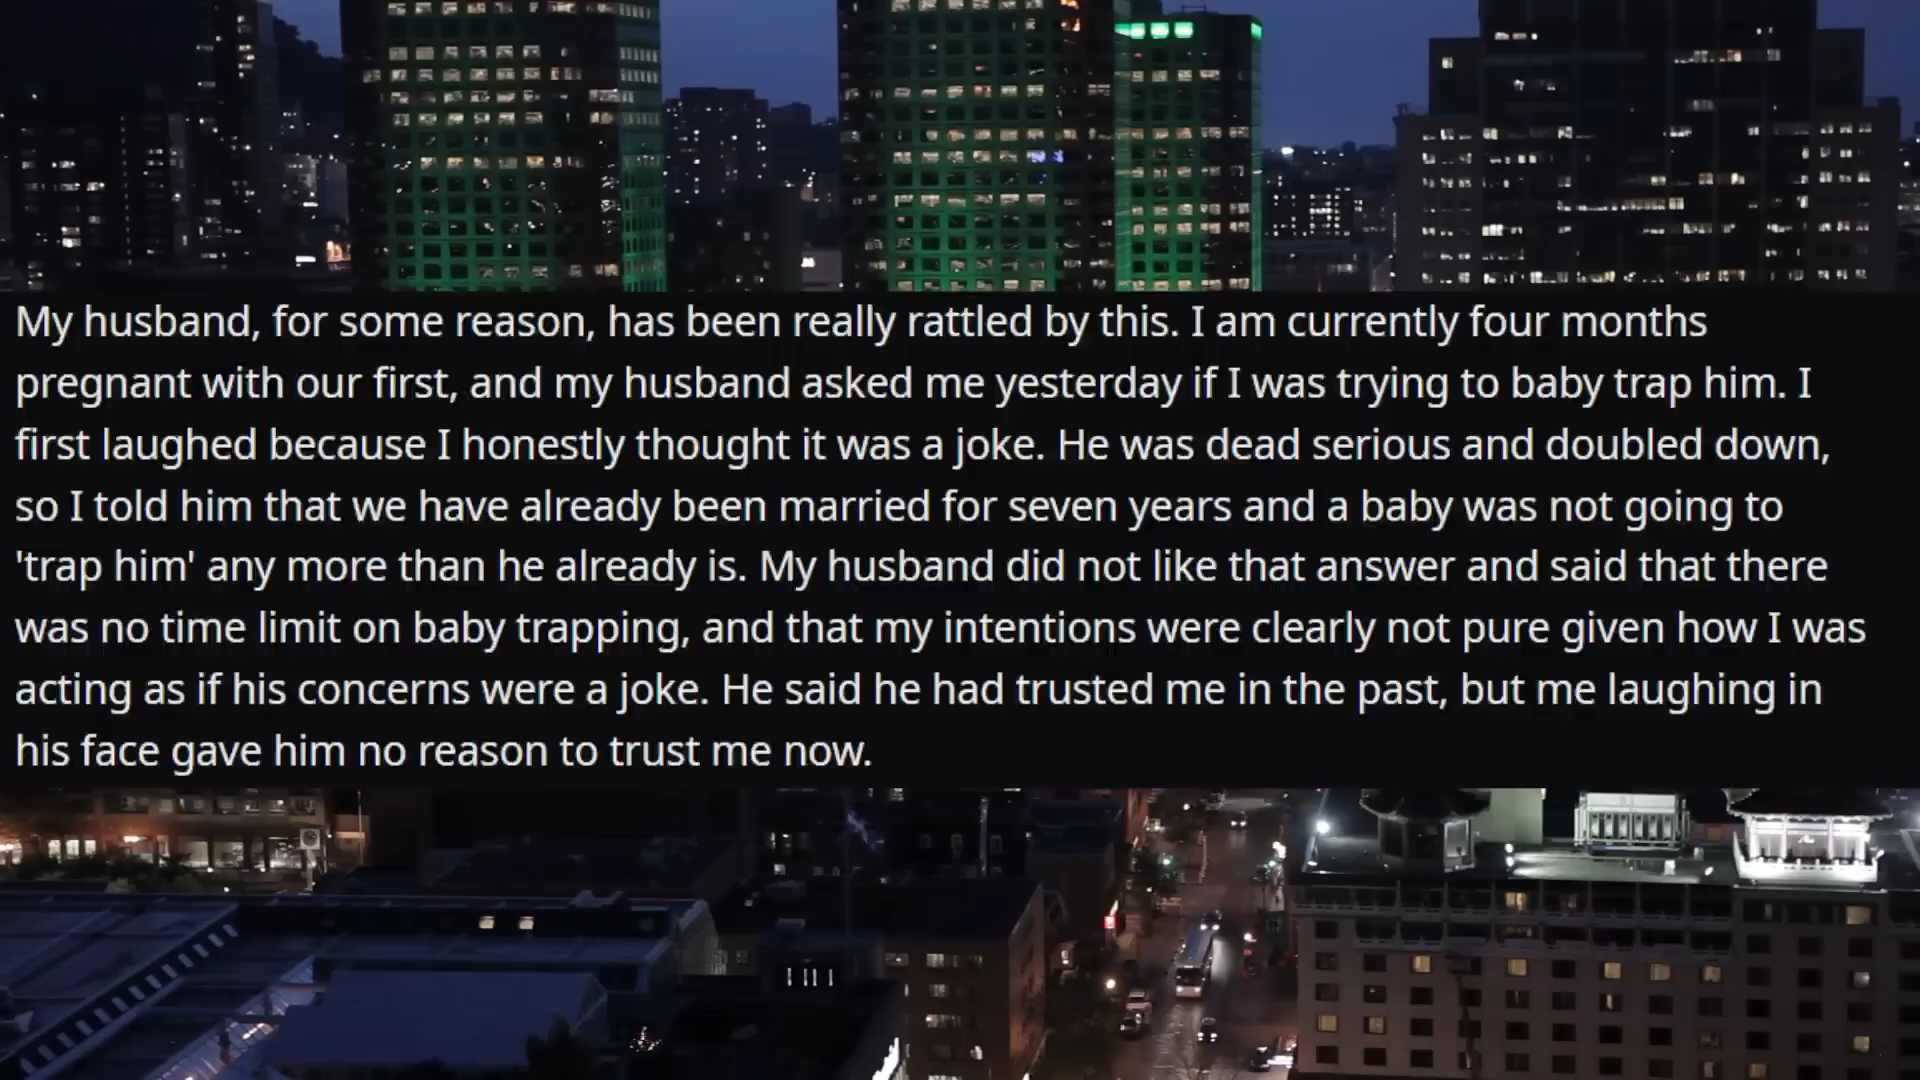 My husband, for some reason, has been really rattled by this. I am currently four months
pregnant with our first, and my husband asked me yesterday if I was trying to baby trap him. I
first laughed because I honestly thought it was a joke. He was dead serious and doubled down,
so I told him that we have already been married for seven years and a baby was not going to
'trap him' any more than he already is. My husband did not like that answer and said that there
was no time limit on baby trapping, and that my intentions were clearly not pure given how I was
acting as if his concerns were a joke. He said he had trusted me in the past, but me laughing in
his face gave him no reason to trust me now.